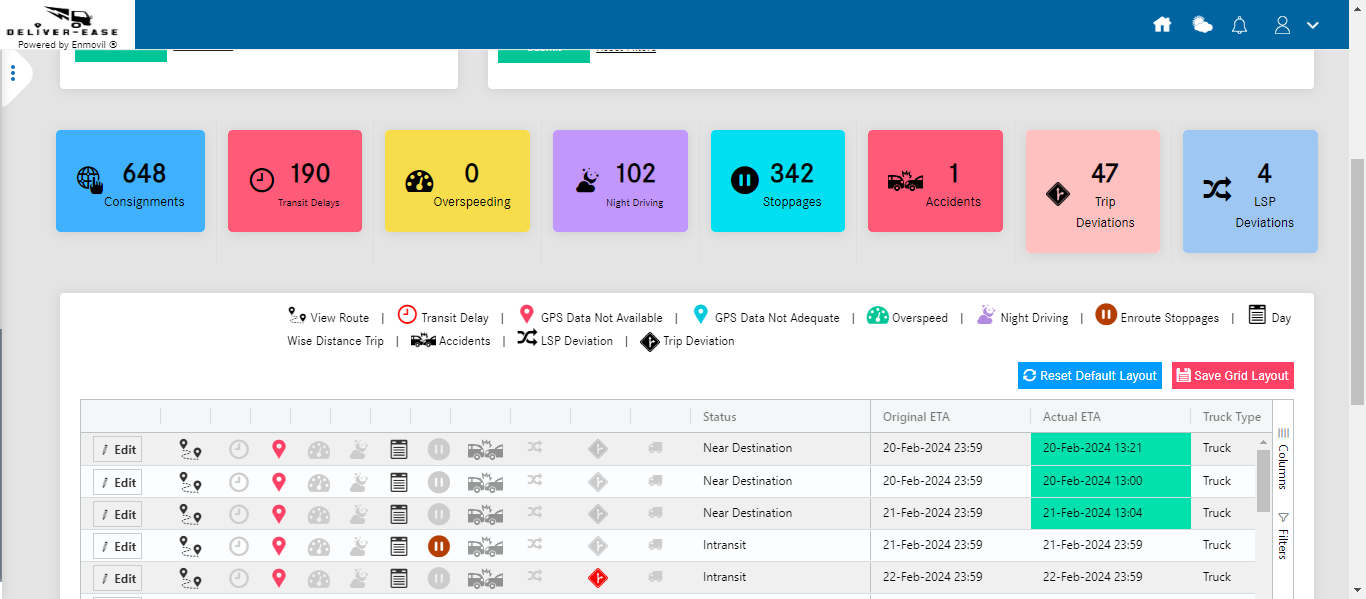 DELIVER-EASE
Powered by Enmovil ®
648
Consignments
190
Transit Delays
0
Overspeeding
102
Night Driving
342
Stoppages
1
Accidents
47
Trip
Deviations
4
LSP
Deviations
View Route | Transit Delay | GPS Data Not Available | GPS Data Not Adequate | Overspeed | Night Driving | Enroute Stoppages | Day
Wise Distance Trip | Accidents | LSP Deviation | Trip Deviation
Reset Default Layout Save Grid Layout
Status Original ETA Actual ETA Truck Type
Edit Near Destination 20-Feb-2024 23:59 20-Feb-2024 13:21 Truck
Edit Near Destination 20-Feb-2024 23:59 20-Feb-2024 13:00 Truck
Edit Near Destination 21-Feb-2024 23:59 21-Feb-2024 13:04 Truck
Edit Intransit 21-Feb-2024 23:59 21-Feb-2024 23:59 Truck
Edit Intransit 22-Feb-2024 23:59 22-Feb-2024 23:59 Truck
Columns
Filters